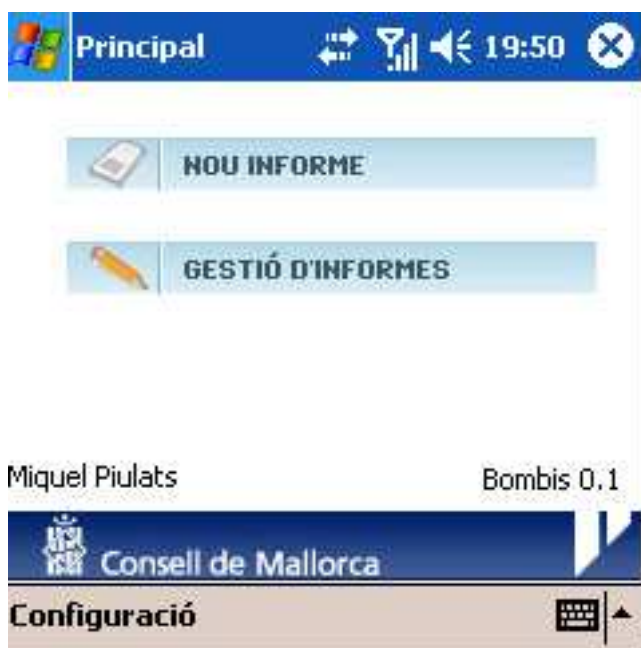 Principal 19:50
NOU INFORME
GESTIÓ D'INFORMES
Miquel Piulats Bombis 0.1
Consell de Mallorca
Configuració